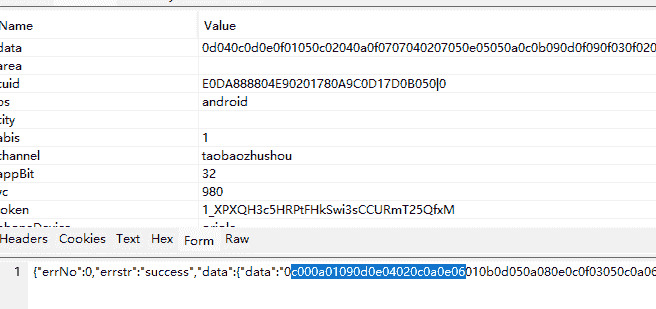 Name Value
data 0d040c0d0e0f01050c02040a0f0707040207050e05050a0c0b090d0f090f030f020
area
cuid E0DA888804E90201780A9C0D17D0B050|0
os android
city
abis 1
channel taobaozhushou
appBit 32
vc 980
token 1_XPXQH3c5HRPtFHkSwi3sCCURmT25QfxM
Headers Cookies Text Hex Form Raw
1 {"errNo":0,"errstr":"success","data":{"data":"0c000a01090d0e04020c0a0e06010b0d050a080e0c0f03050c0a06